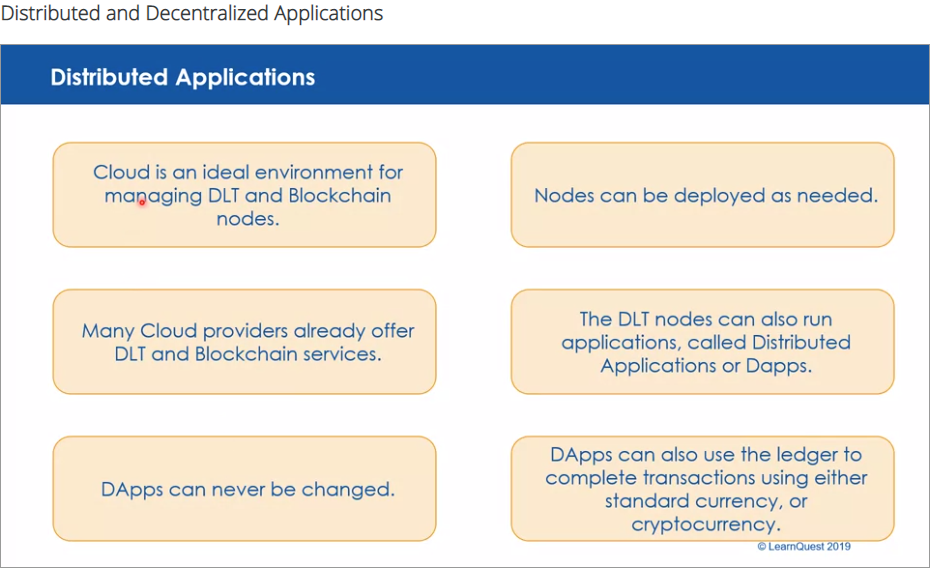 Distributed and Decentralized Applications
Distributed Applications
Cloud is an ideal environment for
managing DLT and Blockchain
nodes.
Nodes can be deployed as needed.
Many Cloud providers already offer
DLT and Blockchain services.
The DLT nodes can also run
applications, called Distributed
Applications or Dapps.
DApps can never be changed.
DApps can also use the ledger to
complete transactions using either
standard currency, or
cryptocurrency.
© LearnQuest 2019